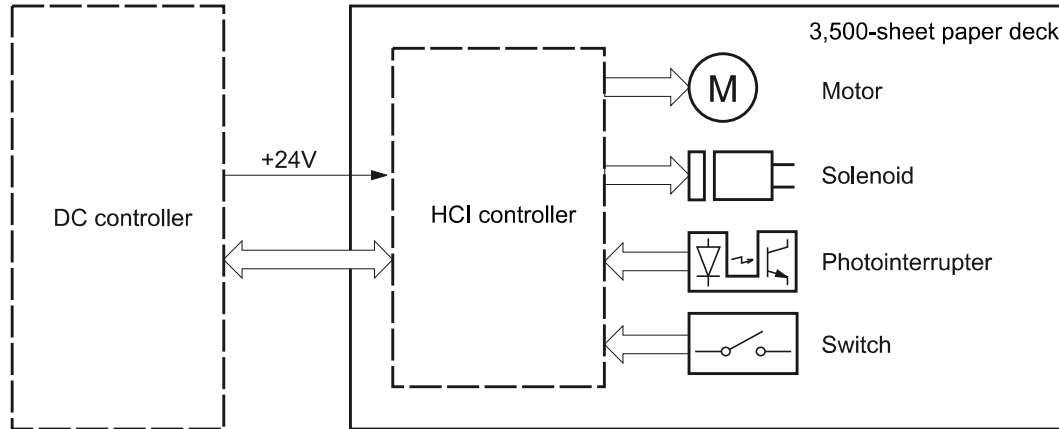 3,500-sheet paper deck
M
Motor
+24V
Solenoid
DC controller
HCI controller
Photointerrupter
Switch